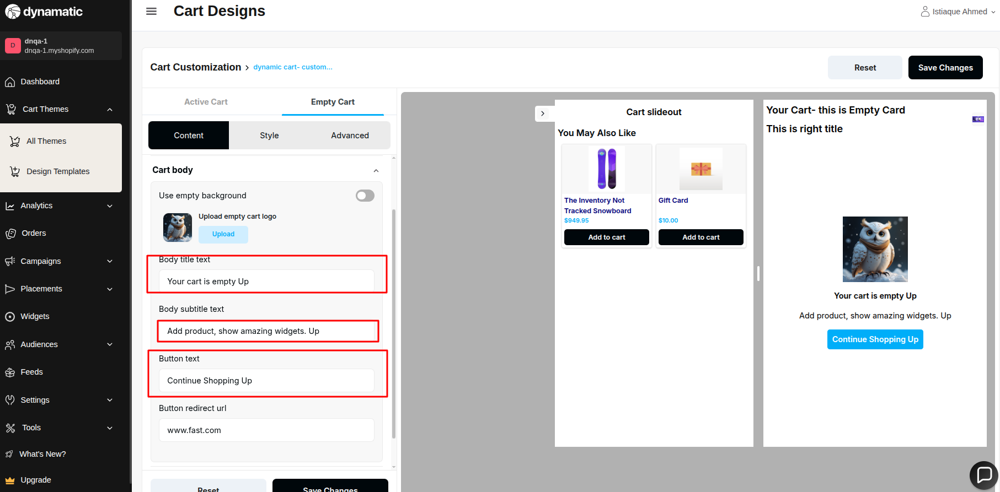 dynamatic
Cart Designs
Istiaque Ahmed
D
dnqa-1
dnqa-1.myshopify.com
Dashboard
Cart Themes
All Themes
Design Templates
Analytics
Orders
Campaigns
Placements
Widgets
Audiences
Feeds
Settings
Tools
What's New?
Upgrade
Cart Customization
dynamic cart- custom...
Reset
Save Changes
Active Cart
Empty Cart
Content
Style
Advanced
Cart body
Use empty background
Upload empty cart logo
Upload
Body title text
Your cart is empty Up
Body subtitle text
Add product, show amazing widgets. Up
Button text
Continue Shopping Up
Button redirect url
www.fast.com
Reset
Save Changes
Cart slideout
You May Also Like
The Inventory Not
Tracked Snowboard
$949.95
Add to cart
Gift Card
$10.00
Add to cart
Your Cart- this is Empty Card
This is right title
Your cart is empty Up
Add product, show amazing widgets. Up
Continue Shopping Up